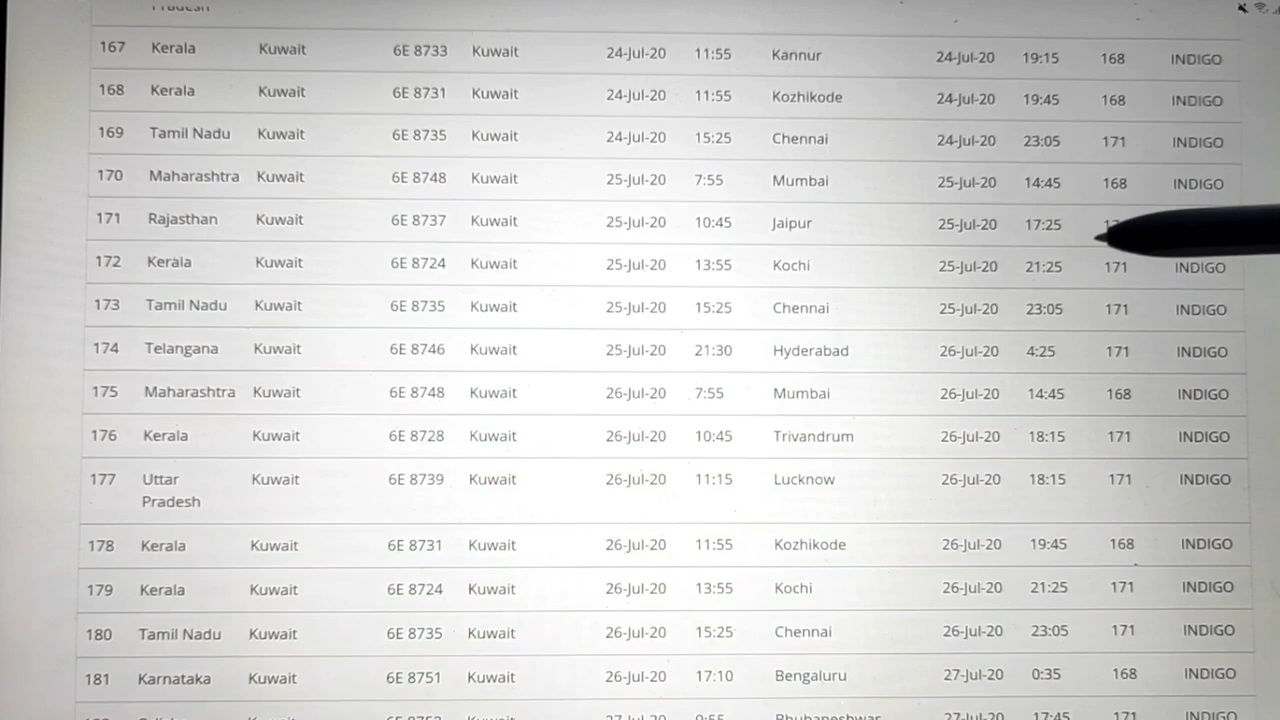 167 Kerala Kuwait 6E 8733 Kuwait 24-Jul-20 11:55 Kannur 24-Jul-20 19:15 168 INDIGO
168 Kerala Kuwait 6E 8731 Kuwait 24-Jul-20 11:55 Kozhikode 24-Jul-20 19:45 168 INDIGO
169 Tamil Nadu Kuwait 6E 8735 Kuwait 24-Jul-20 15:25 Chennai 24-Jul-20 23:05 171 INDIGO
170 Maharashtra Kuwait 6E 8748 Kuwait 25-Jul-20 7:55 Mumbai 25-Jul-20 14:45 168 INDIGO
171 Rajasthan Kuwait 6E 8737 Kuwait 25-Jul-20 10:45 Jaipur 25-Jul-20 17:25
172 Kerala Kuwait 6E 8724 Kuwait 25-Jul-20 13:55 Kochi 25-Jul-20 21:25 171 INDIGO
173 Tamil Nadu Kuwait 6E 8735 Kuwait 25-Jul-20 15:25 Chennai 25-Jul-20 23:05 171 INDIGO
174 Telangana Kuwait 6E 8746 Kuwait 25-Jul-20 21:30 Hyderabad 26-Jul-20 4:25 171 INDIGO
175 Maharashtra Kuwait 6E 8748 Kuwait 26-Jul-20 7:55 Mumbai 26-Jul-20 14:45 168 INDIGO
176 Kerala Kuwait 6E 8728 Kuwait 26-Jul-20 10:45 Trivandrum 26-Jul-20 18:15 171 INDIGO
177 Uttar Kuwait 6E 8739 Kuwait 26-Jul-20 11:15 Lucknow 26-Jul-20 18:15 171 INDIGO
Pradesh
178 Kerala Kuwait 6E 8731 Kuwait 26-Jul-20 11:55 Kozhikode 26-Jul-20 19:45 168 INDIGO
179 Kerala Kuwait 6E 8724 Kuwait 26-Jul-20 13:55 Kochi 26-Jul-20 21:25 171 INDIGO
180 Tamil Nadu Kuwait 6E 8735 Kuwait 26-Jul-20 15:25 Chennai 26-Jul-20 23:05 171 INDIGO
181 Karnataka Kuwait 6E 8751 Kuwait 26-Jul-20 17:10 Bengaluru 27-Jul-20 0:35 168 INDIGO